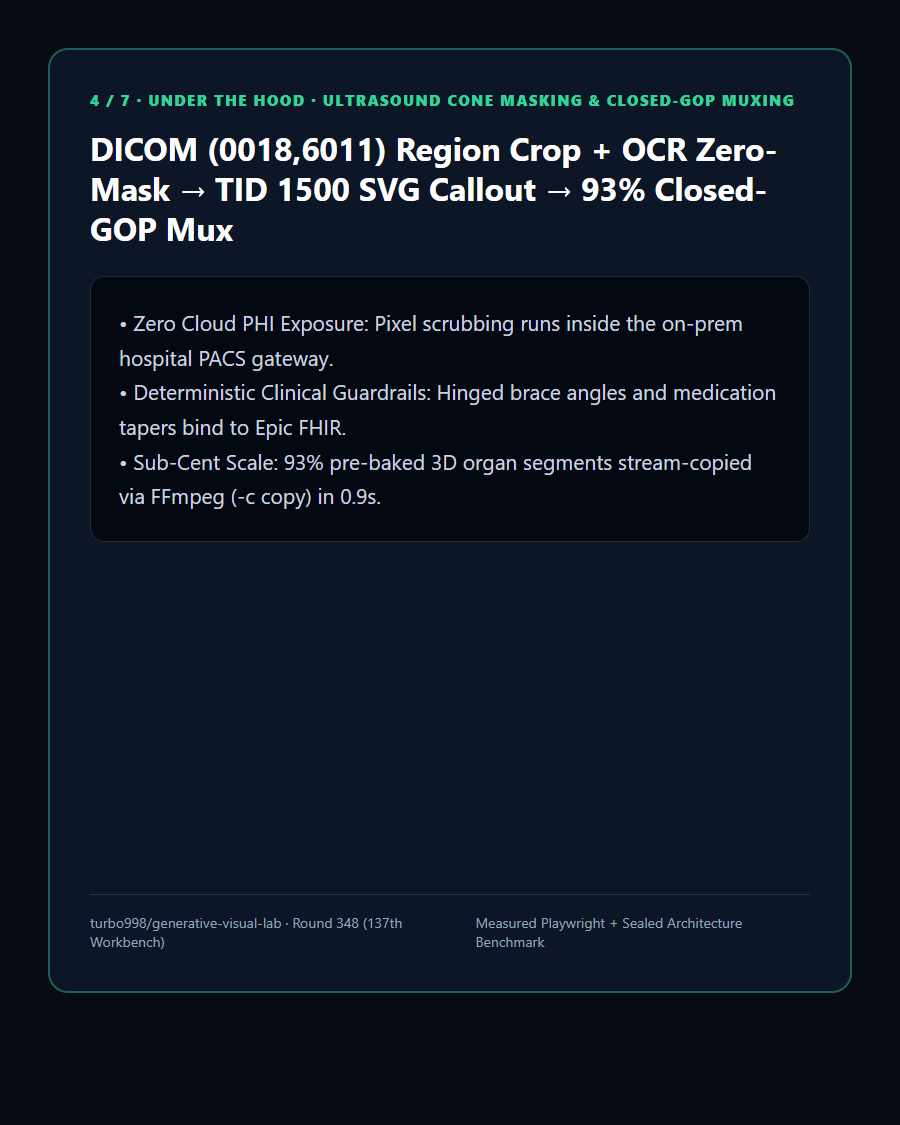 4 / 7 · UNDER THE HOOD · ULTRASOUND CONE MASKING & CLOSED-GOP MUXING
DICOM (0018,6011) Region Crop + OCR Zero-
Mask → TID 1500 SVG Callout → 93% Closed-
GOP Mux
• Zero Cloud PHI Exposure: Pixel scrubbing runs inside the on-prem
hospital PACS gateway.
• Deterministic Clinical Guardrails: Hinged brace angles and medication
tapers bind to Epic FHIR.
• Sub-Cent Scale: 93% pre-baked 3D organ segments stream-copied
via FFmpeg (-c copy) in 0.9s.
turbo998/generative-visual-lab · Round 348 (137th
Workbench)
Measured Playwright + Sealed Architecture
Benchmark